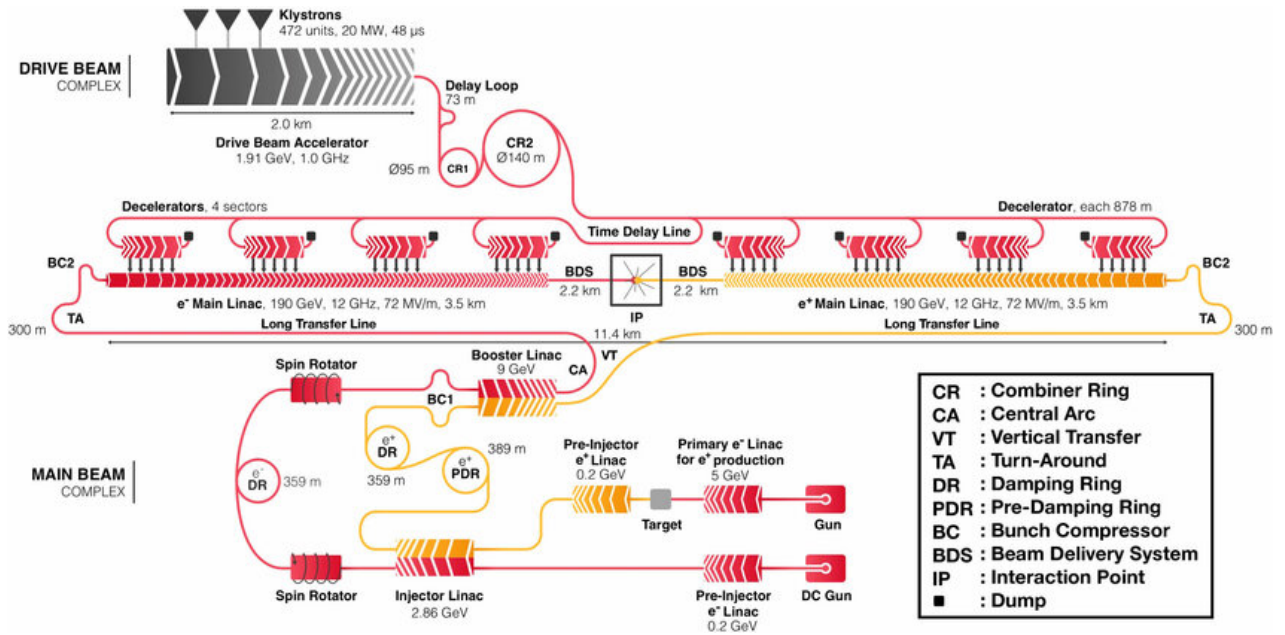 Klystrons
472 units, 20 MW, 48 µs
DRIVE BEAM
COMPLEX
Delay Loop
73 m
2.0 km
Drive Beam Accelerator
1.91 GeV, 1.0 GHz
CR2
Ø140 m
Ø95 m
CR1
Decelerators, 4 sectors
Decelerator, each 878 m
Time Delay Line
BC2
BDS
BDS
BC2
2.2 km
2.2 km
e⁻ Main Linac, 190 GeV, 12 GHz, 72 MV/m, 3.5 km
IP
e⁺ Main Linac, 190 GeV, 12 GHz, 72 MV/m, 3.5 km
TA
TA
300 m
Long Transfer Line
11.4 km
Long Transfer Line
300 m
Spin Rotator
Booster Linac
9 GeV
CA
VT
BC1
MAIN BEAM
COMPLEX
e⁻
DR
359 m
e⁺
DR
359 m
e⁺
PDR
389 m
Pre-Injector
e⁺ Linac
0.2 GeV
Primary e⁻ Linac
for e⁺ production
5 GeV
Target
Gun
Spin Rotator
Injector Linac
2.86 GeV
Pre-Injector
e⁻ Linac
0.2 GeV
DC Gun
CR : Combiner Ring
CA : Central Arc
VT : Vertical Transfer
TA : Turn-Around
DR : Damping Ring
PDR : Pre-Damping Ring
BC : Bunch Compressor
BDS : Beam Delivery System
IP : Interaction Point
■ : Dump